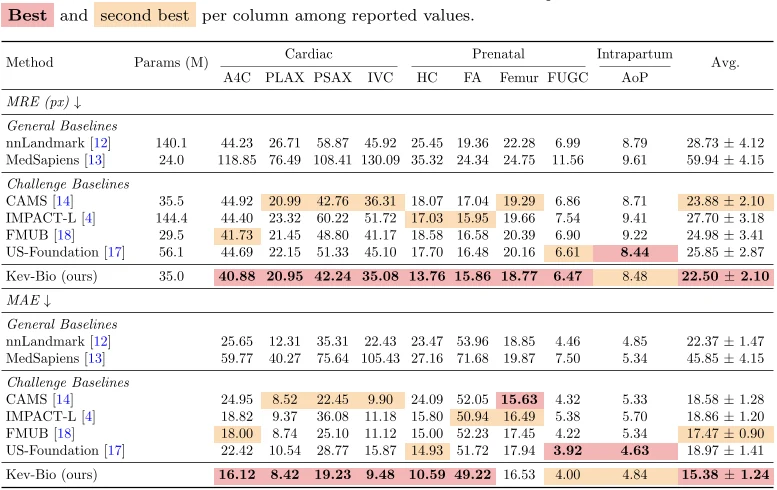 Best and second best per column among reported values.
Method Params (M) Cardiac Prenatal Intrapartum Avg.
A4C PLAX PSAX IVC HC FA Femur FUGC AoP
MRE (px) ↓
General Baselines
nnLandmark [12] 140.1 44.23 26.71 58.87 45.92 25.45 19.36 22.28 6.99 8.79 28.73 ± 4.12
MedSapiens [13] 24.0 118.85 76.49 108.41 130.09 35.32 24.34 24.75 11.56 9.61 59.94 ± 4.15
Challenge Baselines
CAMS [14] 35.5 44.92 20.99 42.76 36.31 18.07 17.04 19.29 6.86 8.71 23.88 ± 2.10
IMPACT-L [4] 144.4 44.40 23.32 60.22 51.72 17.03 15.95 19.66 7.54 9.41 27.70 ± 3.18
FMUB [18] 29.5 41.73 21.45 48.80 41.17 18.58 16.58 20.39 6.90 9.22 24.98 ± 3.41
US-Foundation [17] 56.1 44.69 22.15 51.33 45.10 17.70 16.48 20.16 6.61 8.44 25.85 ± 2.87
Kev-Bio (ours) 35.0 40.88 20.95 42.24 35.08 13.76 15.86 18.77 6.47 8.48 22.50 ± 2.10
MAE ↓
General Baselines
nnLandmark [12] 25.65 12.31 35.31 22.43 23.47 53.96 18.85 4.46 4.85 22.37 ± 1.47
MedSapiens [13] 59.77 40.27 75.64 105.43 27.16 71.68 19.87 7.50 5.34 45.85 ± 4.15
Challenge Baselines
CAMS [14] 24.95 8.52 22.45 9.90 24.09 52.05 15.63 4.32 5.33 18.58 ± 1.28
IMPACT-L [4] 18.82 9.37 36.08 11.18 15.80 50.94 16.49 5.38 5.70 18.86 ± 1.20
FMUB [18] 18.00 8.74 25.10 11.12 15.00 52.23 17.45 4.22 5.34 17.47 ± 0.90
US-Foundation [17] 22.42 10.54 28.77 15.87 14.93 51.72 17.94 3.92 4.63 18.97 ± 1.41
Kev-Bio (ours) 16.12 8.42 19.23 9.48 10.59 49.22 16.53 4.00 4.84 15.38 ± 1.24